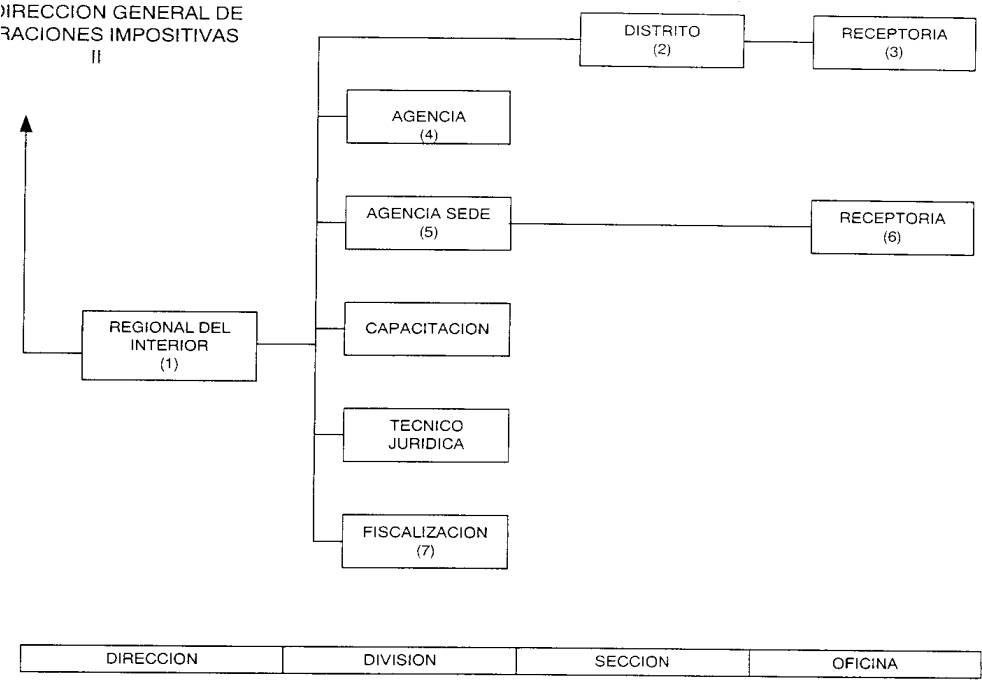 DIRECCION GENERAL DE
RACIONES IMPOSITIVAS
II
DISTRITO
(2)
RECEPTORIA
(3)
AGENCIA
(4)
AGENCIA SEDE
(5)
RECEPTORIA
(6)
REGIONAL DEL
INTERIOR
(1)
CAPACITACION
TECNICO
JURIDICA
FISCALIZACION
(7)
DIRECCION DIVISION SECCION OFICINA